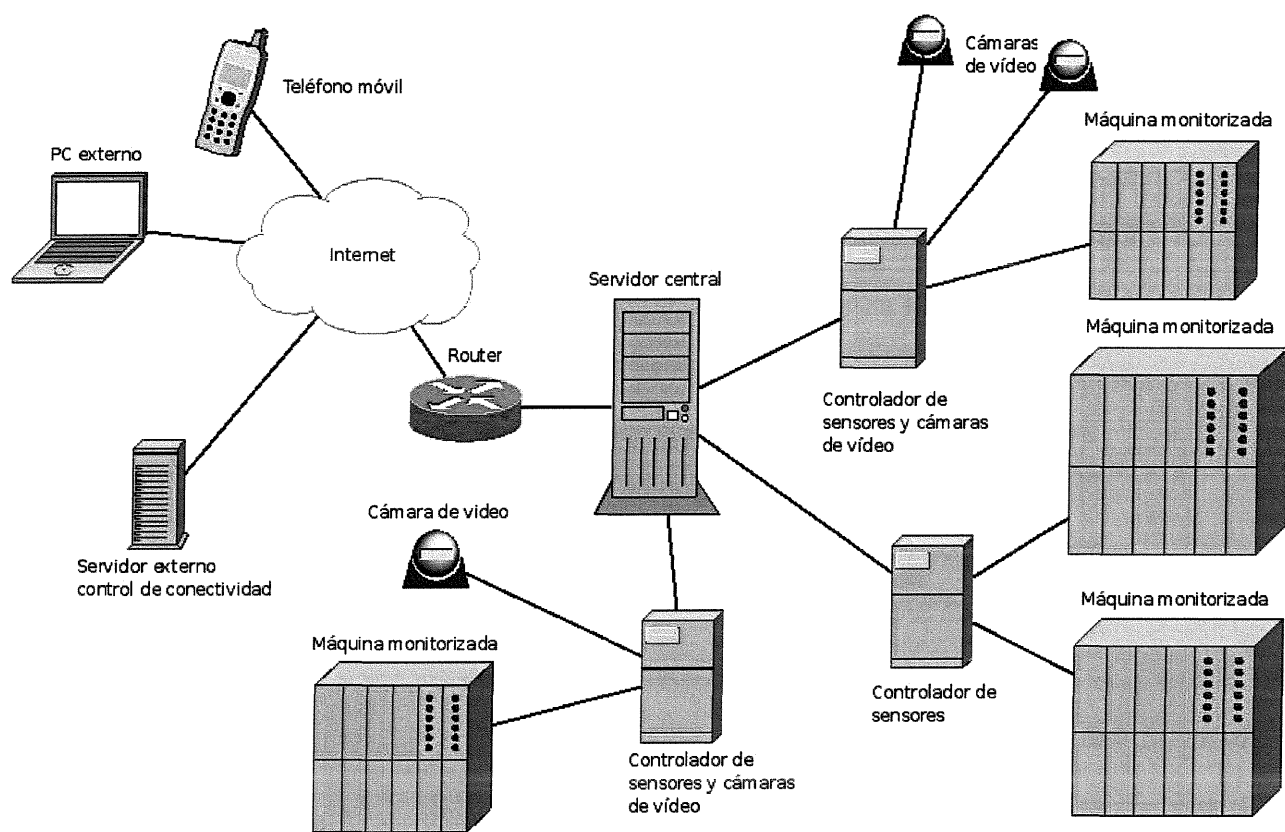 Cámaras
de vídeo
Teléfono móvil
Máquina monitorizada
PC externo
Internet
Servidor central
Máquina monitorizada
Router
Controlador de
sensores y cámaras
de vídeo
Cámara de video
Servidor externo
control de conectividad
Máquina monitorizada
Máquina monitorizada
Controlador de
sensores
Controlador de
sensores y cámaras
de vídeo